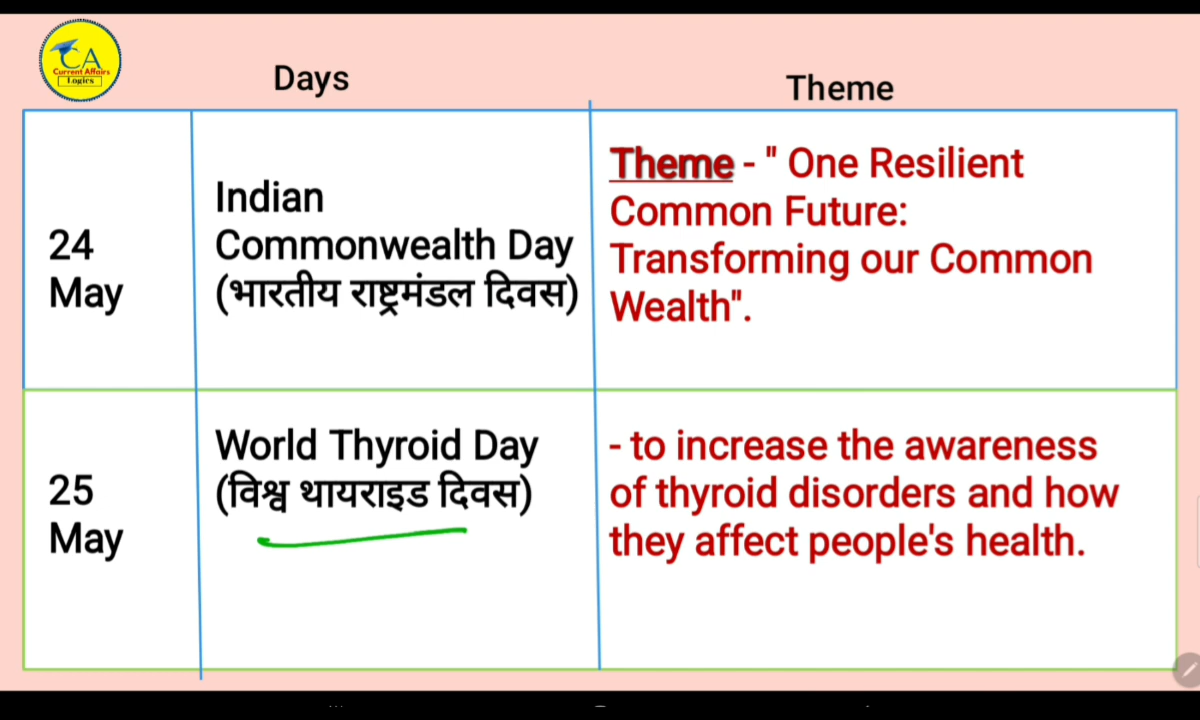 CA
Current Affairs
Logics
Days
Theme
24
May
Indian
Commonwealth Day
(भारतीय राष्ट्रमंडल दिवस)
Theme - " One Resilient
Common Future:
Transforming our Common
Wealth".
25
May
World Thyroid Day
(विश्व थायराइड दिवस)
- to increase the awareness
of thyroid disorders and how
they affect people's health.